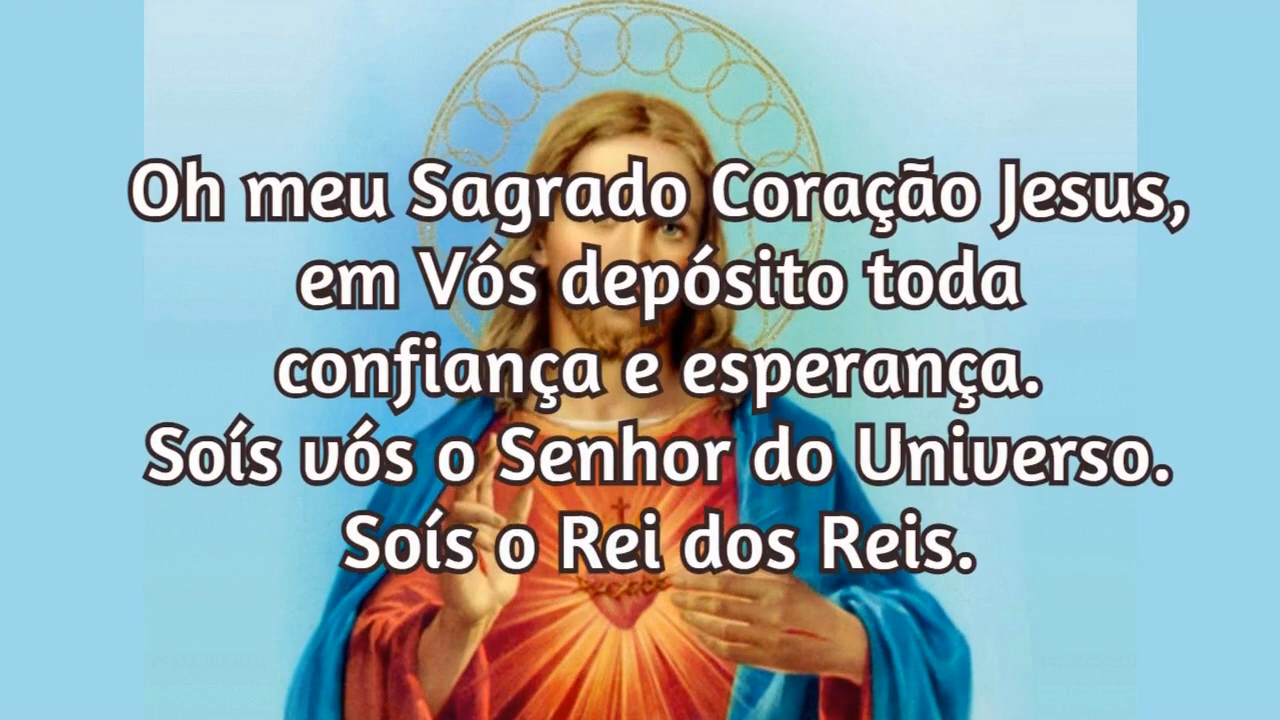 Oh meu Sagrado Coração Jesus,
em Vós depósito toda
confiança e esperança.
Soís vós o Senhor do Universo.
Soís o Rei dos Reis.